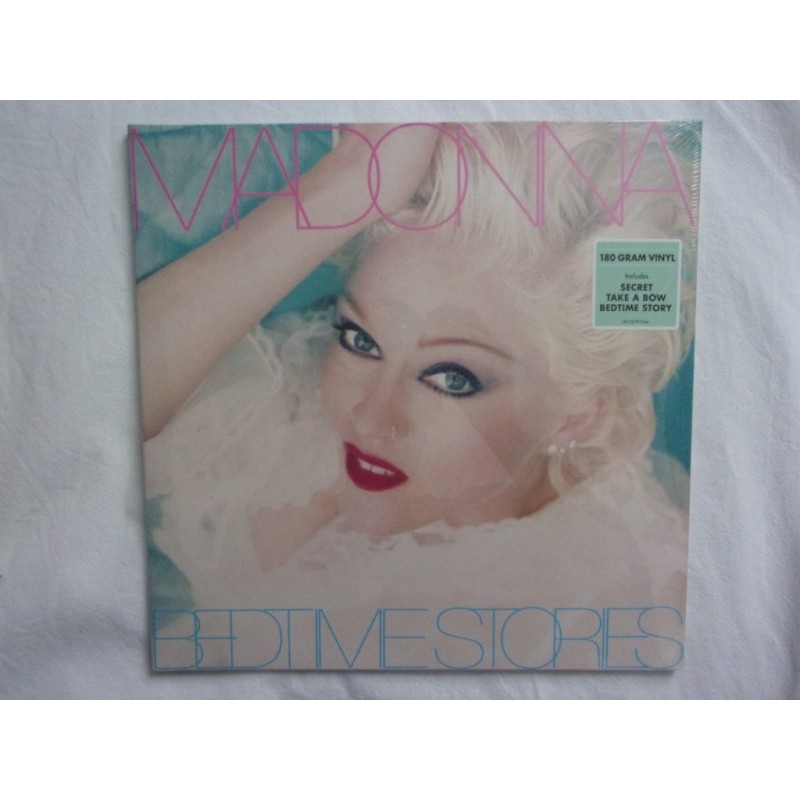 MADONNA
180 GRAM VINYL
Includes
SECRET
TAKE A BOW
BEDTIME STORY
BEDTIME STORIES